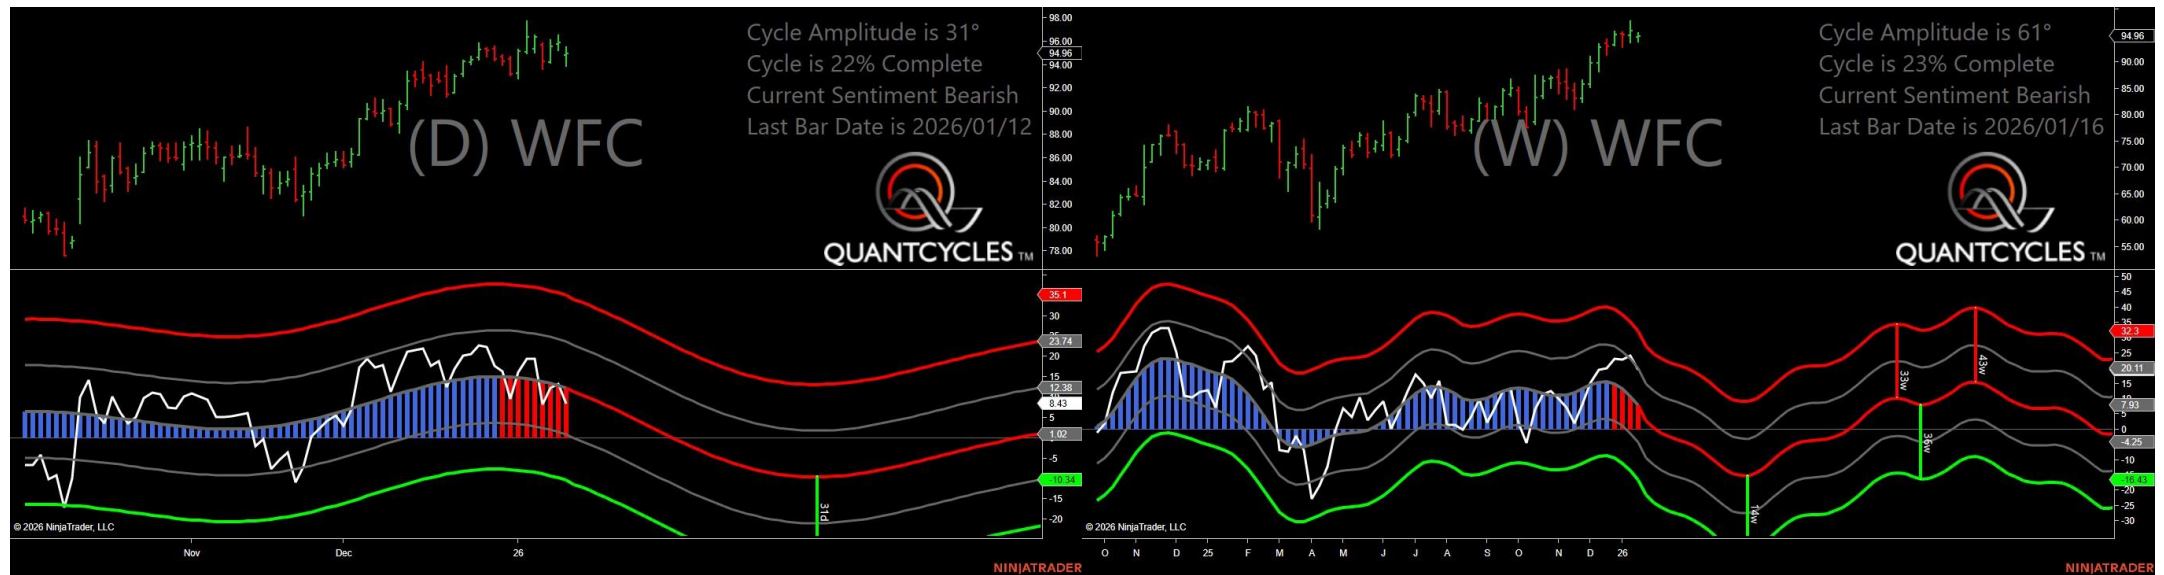 Cycle Amplitude is 31°
Cycle is 22% Complete
Current Sentiment Bearish
Last Bar Date is 2026/01/12
(D) WFC
QUANTCYCLES TM
98.00
96.00
94.96
94.00
92.00
90.00
88.00
86.00
84.00
82.00
80.00
78.00
35.1
30
23.74
20
15
12.38
8.43
5
1.02
-5
-10.34
-15
-20
31d
© 2026 NinjaTrader, LLC
Nov
Dec
26
NINJATRADER
Cycle Amplitude is 61°
Cycle is 23% Complete
Current Sentiment Bearish
Last Bar Date is 2026/01/16
(W) WFC
QUANTCYCLES TM
94.96
90.00
85.00
80.00
75.00
70.00
65.00
60.00
55.00
50
45
40
35
32.3
25
20.11
15
7.93
5
0
-4.25
-10
-16.43
-20
-25
-30
33w
43w
36w
14w
© 2026 NinjaTrader, LLC
O N D 25 F M A M J J A S O N D 26
NINJATRADER